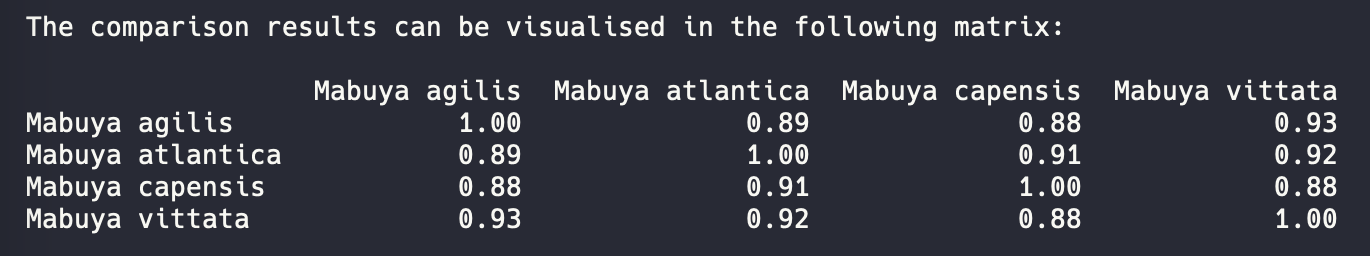 The comparison results can be visualised in the following matrix:
Mabuya agilis Mabuya atlantica Mabuya capensis Mabuya vittata
Mabuya agilis 1.00 0.89 0.88 0.93
Mabuya atlantica 0.89 1.00 0.91 0.92
Mabuya capensis 0.88 0.91 1.00 0.88
Mabuya vittata 0.93 0.92 0.88 1.00